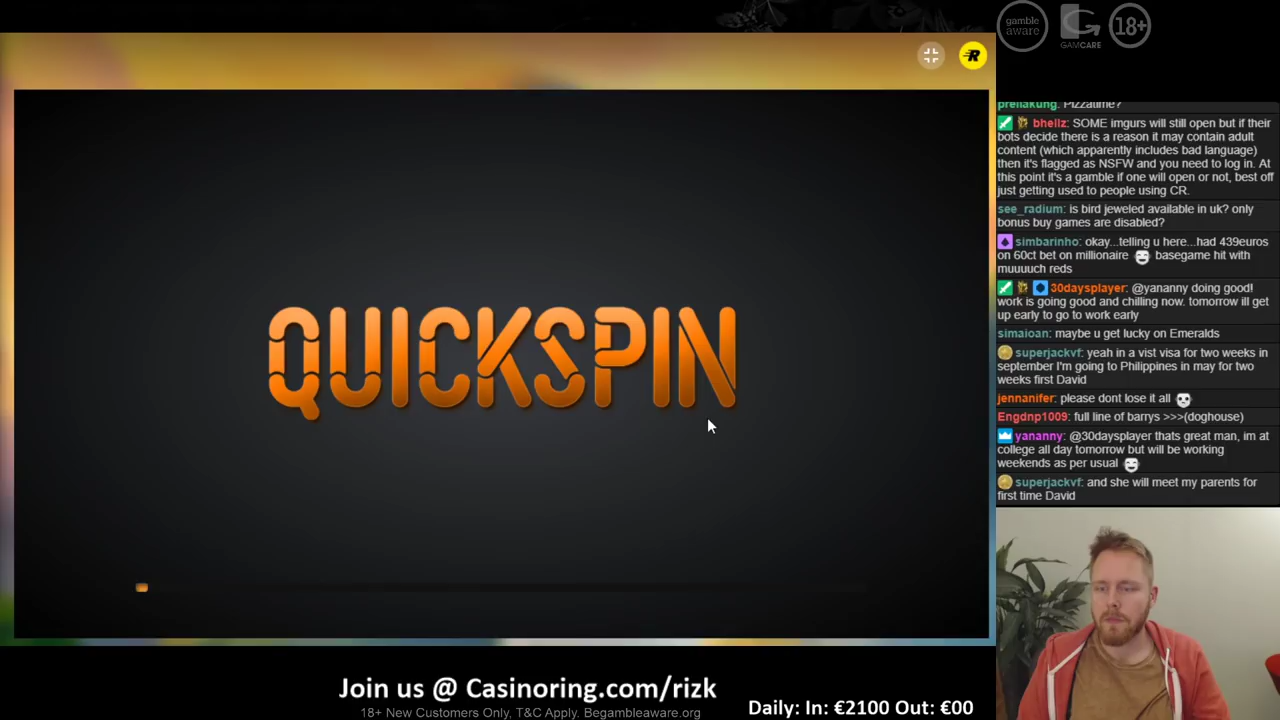 gamble
aware
GAMCARE
18+
R
prellakung: Pizzatime?
bhellz: SOME imgurs will still open but if their
bots decide there is a reason it may contain adult
content (which apparently includes bad language)
then it's flagged as NSFW and you need to log in. At
this point it's a gamble if one will open or not, best off
just getting used to people using CR.
see_radium: is bird jeweled available in uk? only
bonus buy games are disabled?
simbarinho: okay...telling u here...had 439euros
on 60ct bet on millionaire basegame hit with
muuuuch reds
30daysplayer: @yananny doing good!
work is going good and chilling now. tomorrow ill get
up early to go to work early
simaioan: maybe u get lucky on Emeralds
superjackvf: yeah in a vist visa for two weeks in
september I'm going to Philippines in may for two
weeks first David
jennanifer: please dont lose it all
Engdnp1009: full line of barrys >>>(doghouse)
yananny: @30daysplayer thats great man, im at
college all day tomorrow but will be working
weekends as per usual
superjackvf: and she will meet my parents for
first time David
QUICKSPIN
Join us @ Casinoring.com/rizk
18+ New Customers Only, T&C Apply. Begambleaware.org
Daily: In: €2100 Out: €00